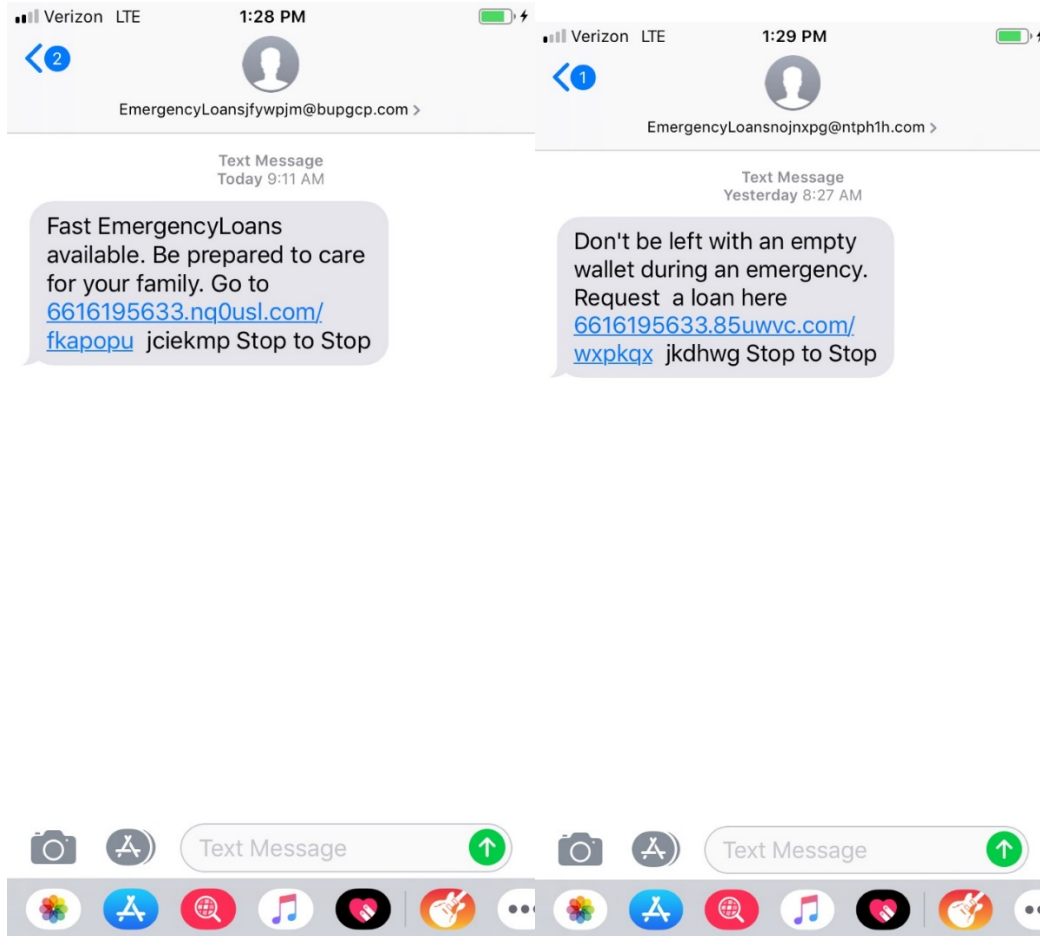 Verizon LTE 1:28 PM
2
EmergencyLoansjfywpjm@bupgcp.com >
Text Message
Today 9:11 AM
Fast EmergencyLoans
available. Be prepared to care
for your family. Go to
6616195633.nq0usl.com/
fkapopu jciekmp Stop to Stop
Text Message
Verizon LTE 1:29 PM
1
EmergencyLoansnojnxpg@ntph1h.com >
Text Message
Yesterday 8:27 AM
Don't be left with an empty
wallet during an emergency.
Request a loan here
6616195633.85uwvc.com/
wxpkqx jkdhwg Stop to Stop
Text Message